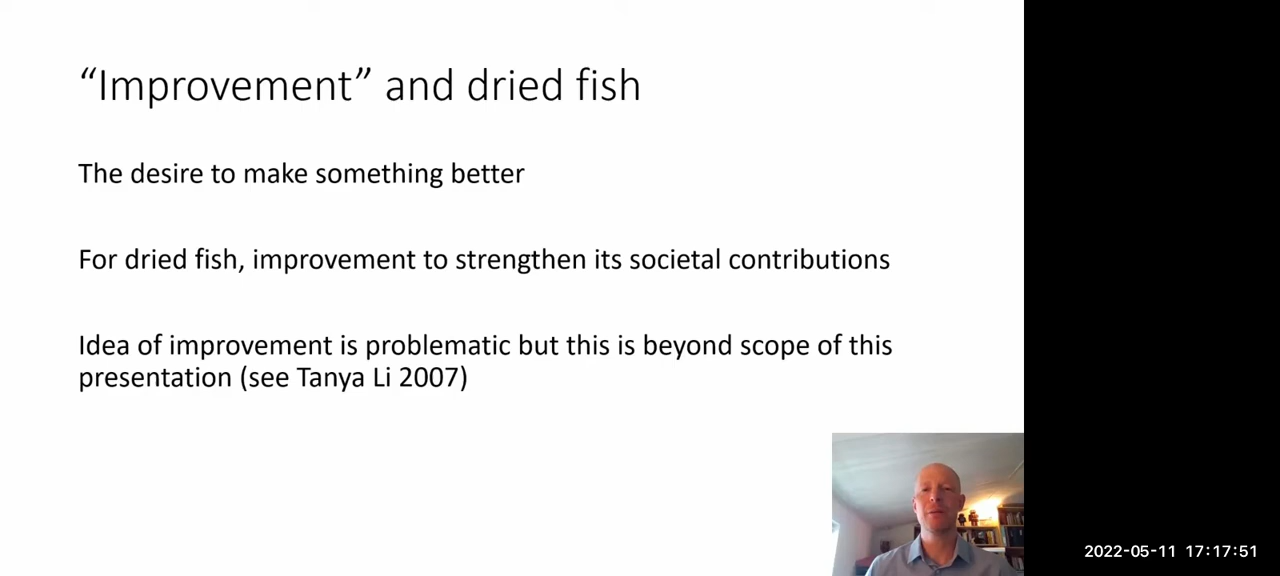 “Improvement” and dried fish
The desire to make something better
For dried fish, improvement to strengthen its societal contributions
Idea of improvement is problematic but this is beyond scope of this
presentation (see Tanya Li 2007)
2022-05-11 17:17:51